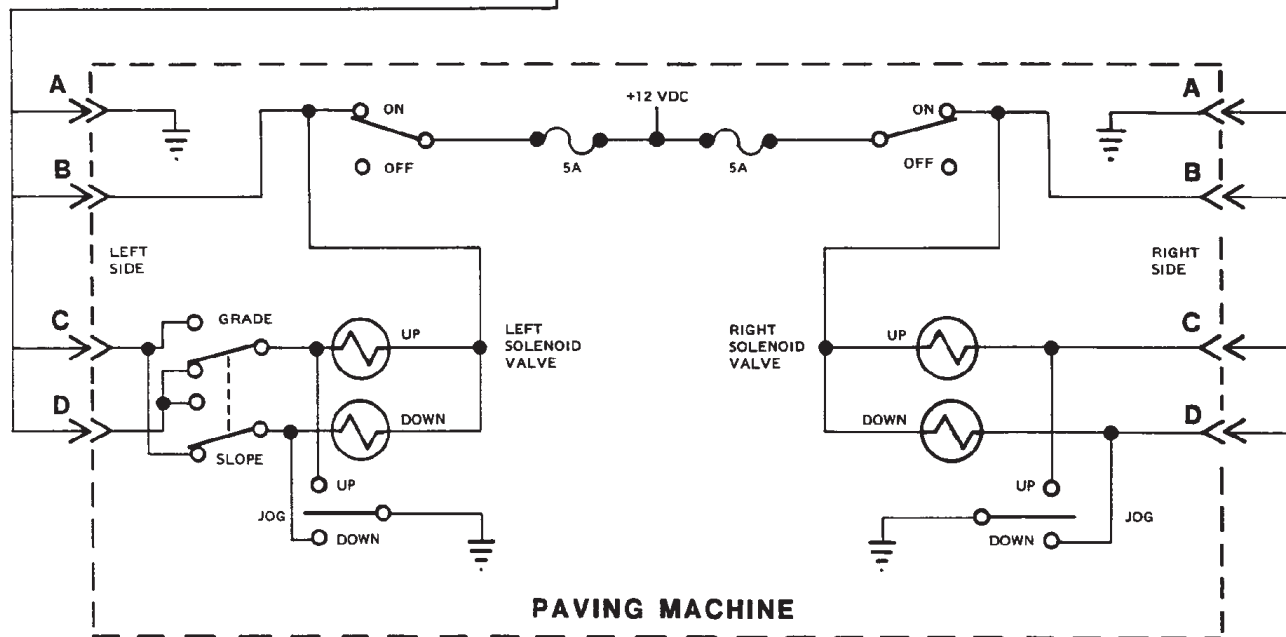 A
ON
+12 VDC
ON
A
5A
5A
B
OFF
OFF
B
LEFT
SIDE
RIGHT
SIDE
C
GRADE
UP
LEFT
SOLENOID
VALVE
RIGHT
SOLENOID
VALVE
UP
C
D
DOWN
DOWN
D
SLOPE
UP
UP
JOG
JOG
DOWN
DOWN
PAVING MACHINE